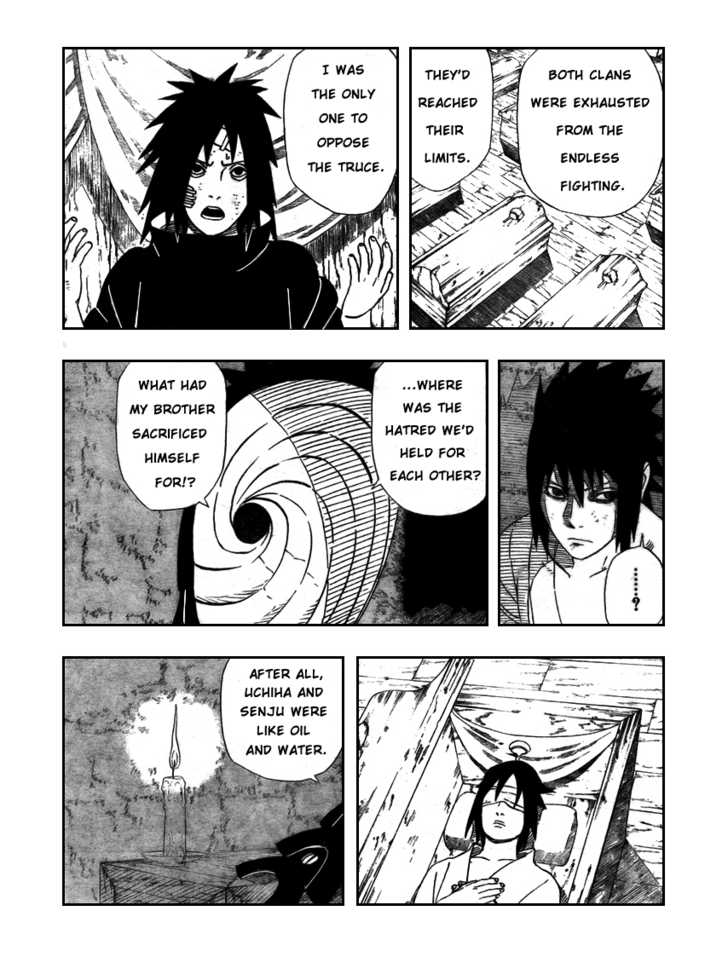 BOTH CLANS
WERE EXHAUSTED
FROM THE
ENDLESS
FIGHTING.
THEY'D
REACHED
THEIR
LIMITS.
I WAS
THE ONLY
ONE TO
OPPOSE
THE TRUCE.
.......?
...WHERE
WAS THE
HATRED WE'D
HELD FOR
EACH OTHER?
WHAT HAD
MY BROTHER
SACRIFICED
HIMSELF
FOR!?
AFTER ALL,
UCHIHA AND
SENJU WERE
LIKE OIL
AND WATER.